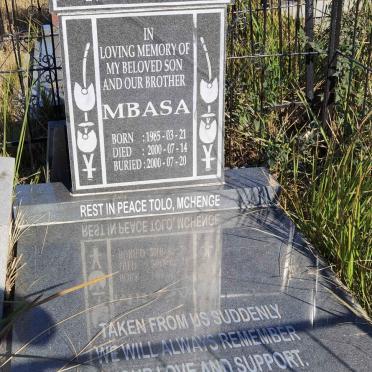 IN
LOVING MEMORY OF
MY BELOVED SON
AND OUR BROTHER
MBASA
BORN : 1985-03-21
DIED : 2000-07-14
BURIED : 2000-07-20
REST IN PEACE TOLO, MCHENGE
TAKEN FROM US SUDDENLY
WE WILL ALWAYS REMEMBER
LOVE AND SUPPORT.